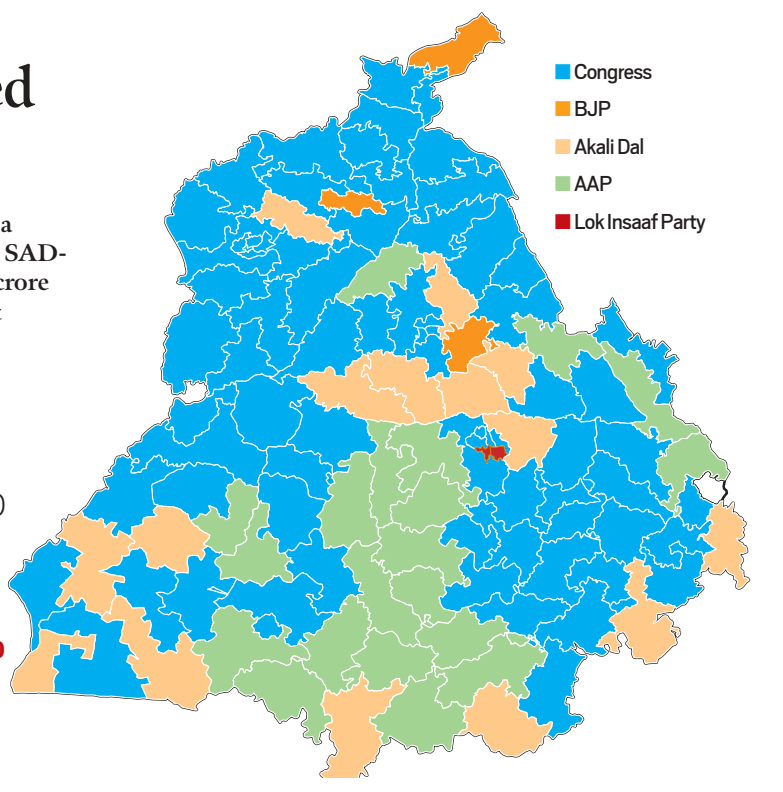 ed
a
SAD-
crore
)
Congress
BJP
Akali Dal
AAP
Lok Insaaf Party